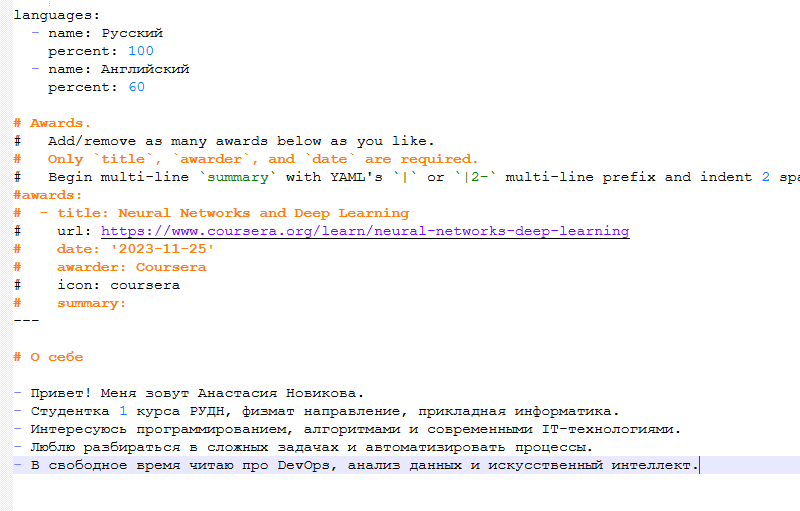 languages:
  - name: Русский
    percent: 100
  - name: Английский
    percent: 60

# Awards.
#   Add/remove as many awards below as you like.
#   Only `title`, `awarder`, and `date` are required.
#   Begin multi-line `summary` with YAML's `|` or `|2-` multi-line prefix and indent 2
#awards:
#  - title: Neural Networks and Deep Learning
#    url: https://www.coursera.org/learn/neural-networks-deep-learning
#    date: '2023-11-25'
#    awarder: Coursera
#    icon: coursera
#    summary:
---

# О себе

- Привет! Меня зовут Анастасия Новикова.
- Студентка 1 курса РУДН, физмат направление, прикладная информатика.
- Интересуюсь программированием, алгоритмами и современными IT-технологиями.
- Люблю разбираться в сложных задачах и автоматизировать процессы.
- В свободное время читаю про DevOps, анализ данных и искусственный интеллект.